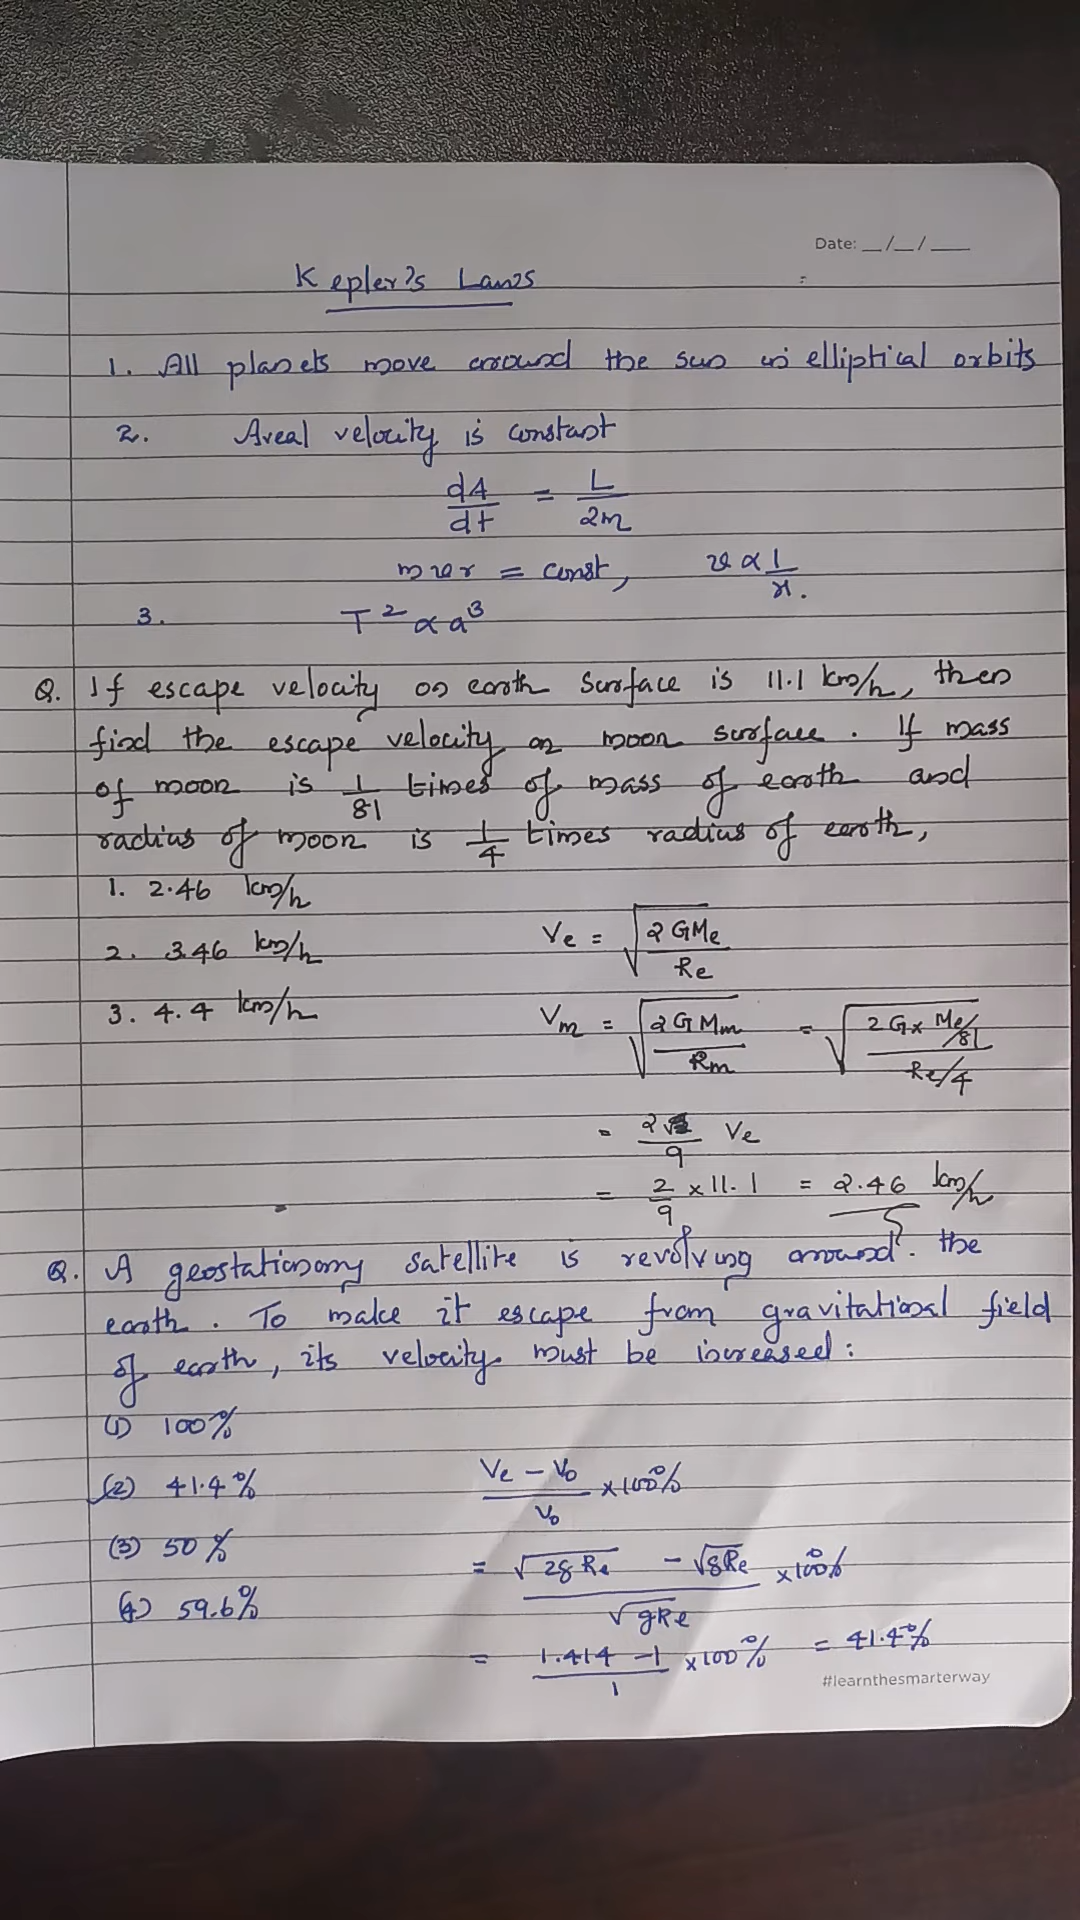 Date: __/__/____
Kepler's Laws
1. All planets move around the sun in elliptical orbits
2. Areal velocity is constant
dA/dt = L/2m
mvr = const, v ∝ 1/r.
3. T² ∝ a³
Q. If escape velocity on earth surface is 11.1 km/h, then
find the escape velocity on moon surface. If mass
of moon is 1/81 times of mass of earth and
radius of moon is 1/4 times radius of earth,
1. 2.46 km/h
2. 3.46 km/h
3. 4.4 km/h
Ve = √(2GMe/Re)
Vm = √(2GMm/Rm) = √((2G x Me/81)/(Re/4))
= 2/9 Ve
= 2/9 x 11.1 = 2.46 km/h
Q. A geostationary satellite is revolving around the
earth. To make it escape from gravitational field
of earth, its velocity must be increased:
(1) 100%
(2) 41.4%
(3) 50%
(4) 59.6%
(Ve - Vo)/Vo x 100%
= (√2gRe - √gRe)/√gRe x 100%
= (1.414 - 1)/1 x 100% = 41.4%
#learnthesmarterway